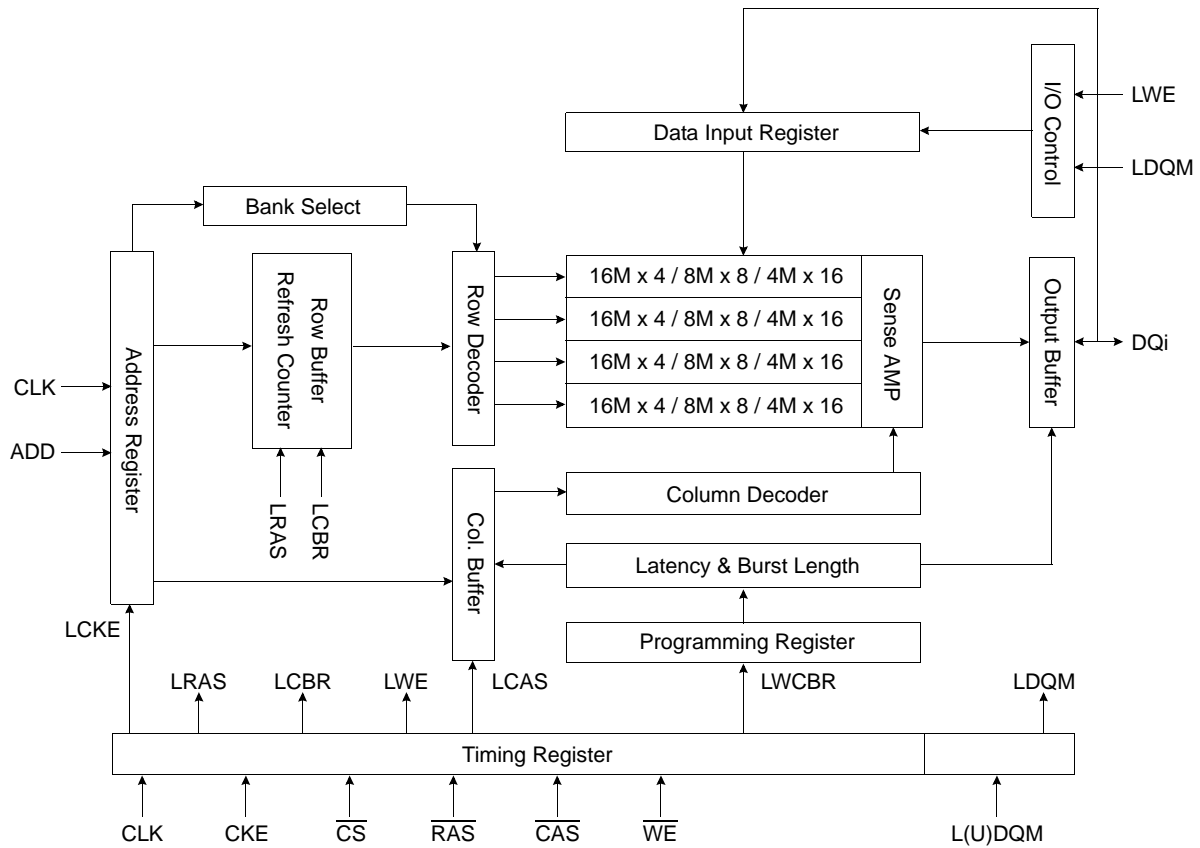 I/O Control
LWE
LDQM
Data Input Register
Bank Select
Address Register
CLK
ADD
Row Buffer
Refresh Counter
LRAS
LCBR
Row Decoder
16M x 4 / 8M x 8 / 4M x 16
16M x 4 / 8M x 8 / 4M x 16
16M x 4 / 8M x 8 / 4M x 16
16M x 4 / 8M x 8 / 4M x 16
Sense AMP
Output Buffer
DQi
Col. Buffer
Column Decoder
Latency & Burst Length
Programming Register
LCKE
LRAS
LCBR
LWE
LCAS
LWCBR
LDQM
Timing Register
CLK
CKE
CS
RAS
CAS
WE
L(U)DQM